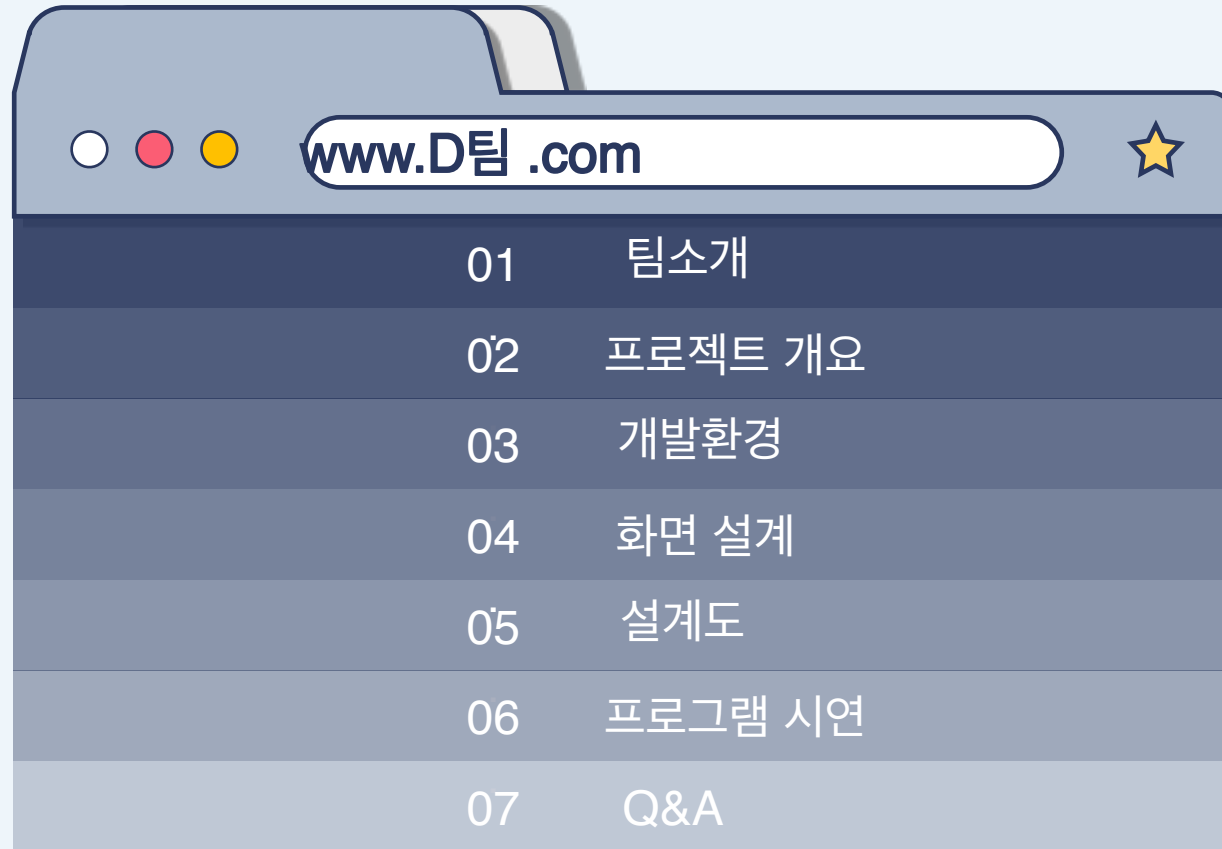 www.D팀 .com
01 팀소개
02 프로젝트 개요
03 개발환경
04 화면 설계
05 설계도
06 프로그램 시연
07 Q&A